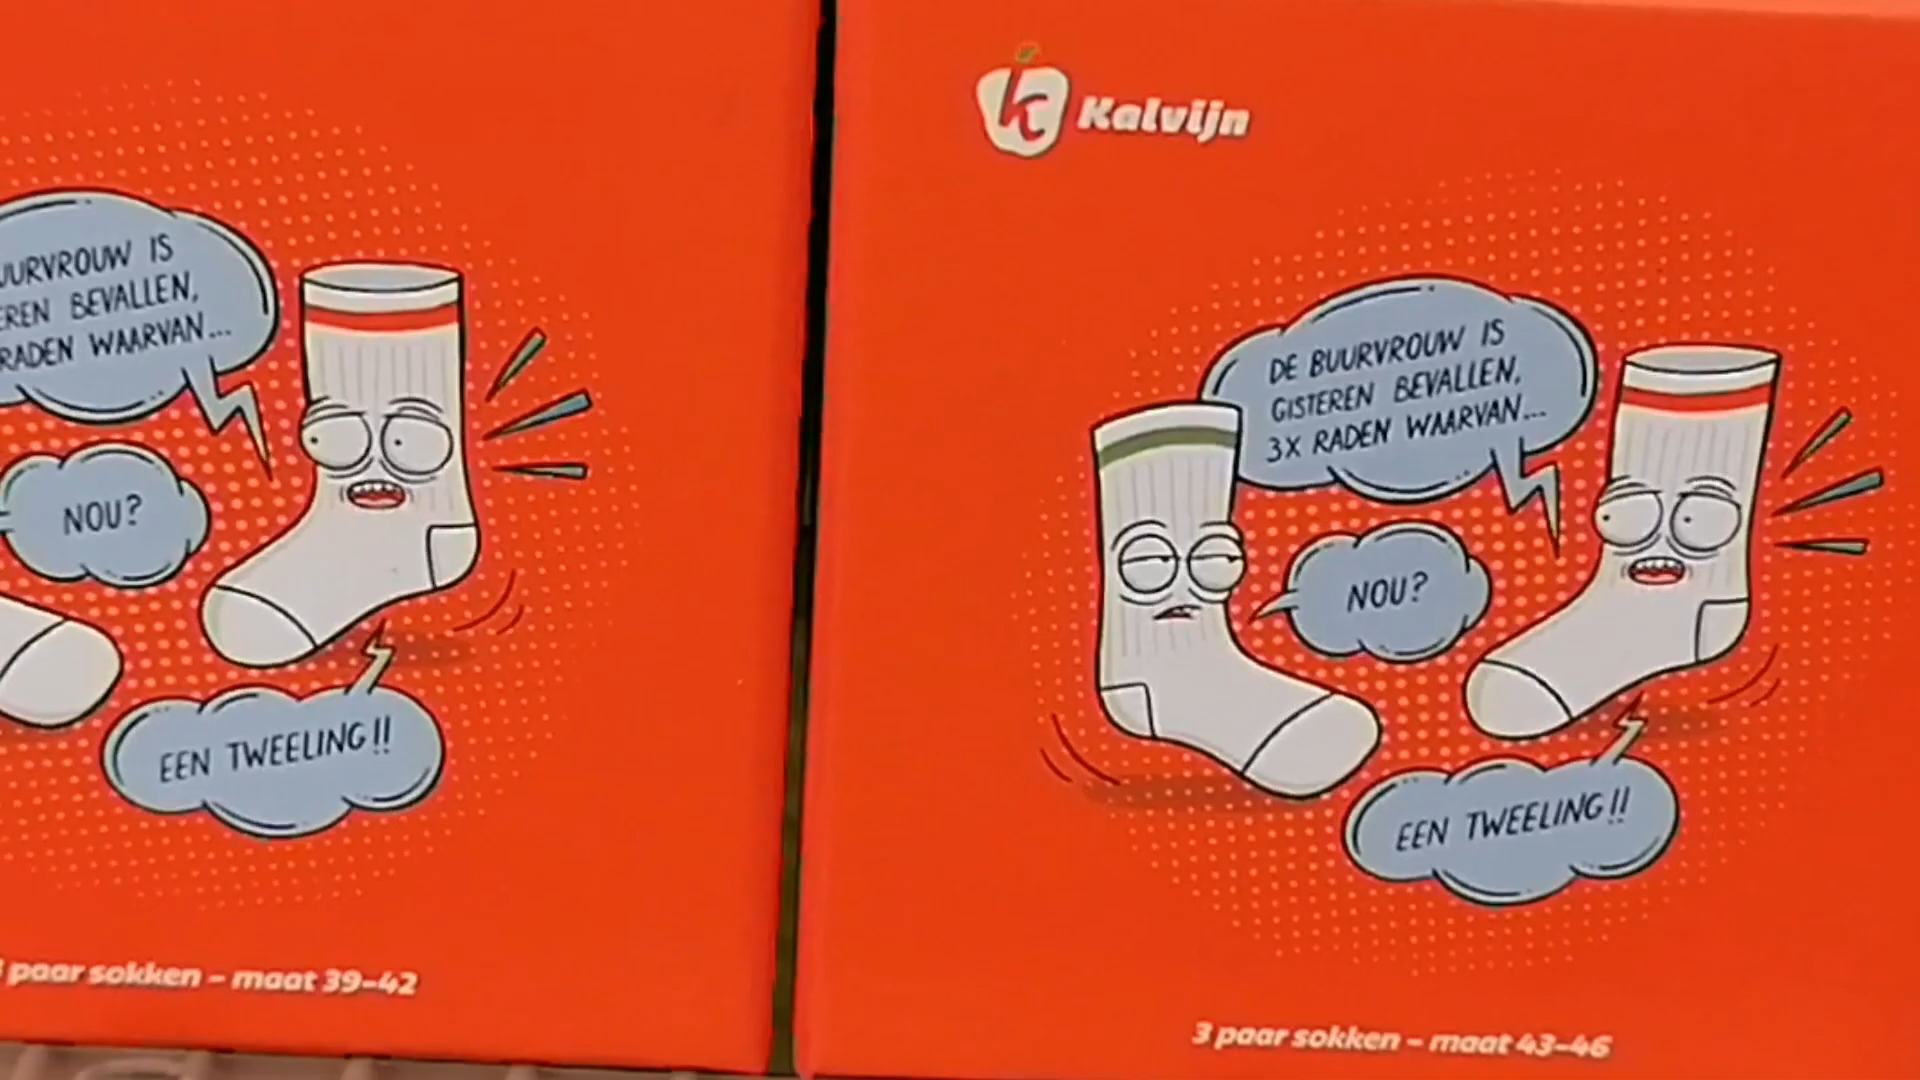 UURVROUW IS
EREN BEVALLEN,
RADEN WAARVAN...
NOU?
EEN TWEELING!!
paar sokken – maat 39–42
Kalvijn
DE BUURVROUW IS
GISTEREN BEVALLEN,
3X RADEN WAARVAN...
NOU?
EEN TWEELING!!
3 paar sokken – maat 43–46